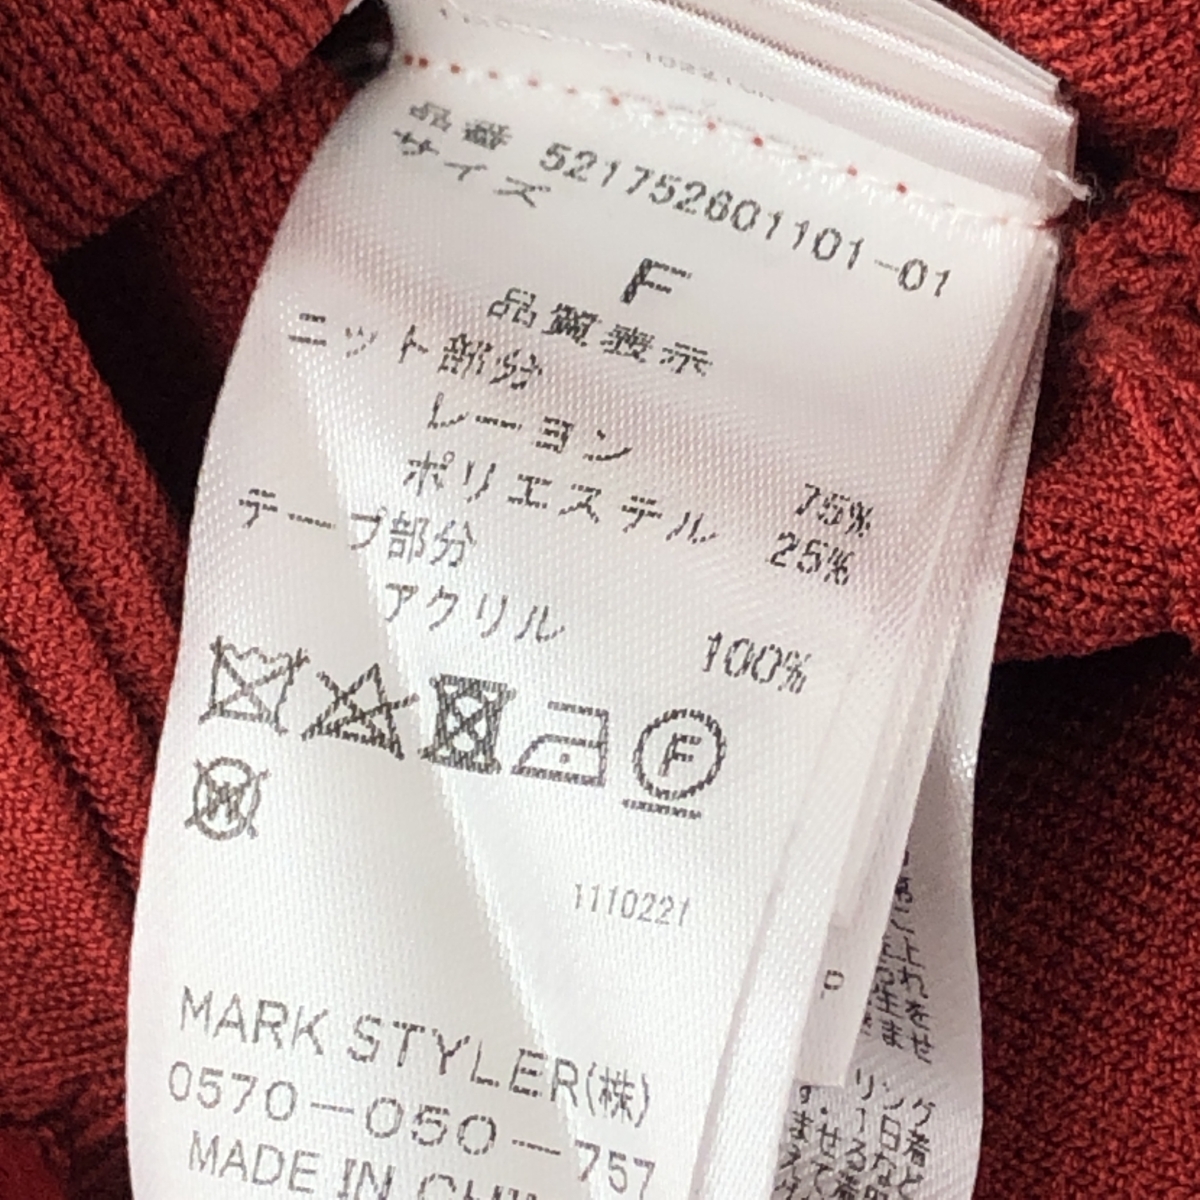 品番 521752601101-01
サイズ
F
品質表示
ニット部分
レーヨン 75%
ポリエステル 25%
テープ部分
アクリル 100%
F
W
1110221
MARK STYLER(株)
0570-050-757
MADE IN
P